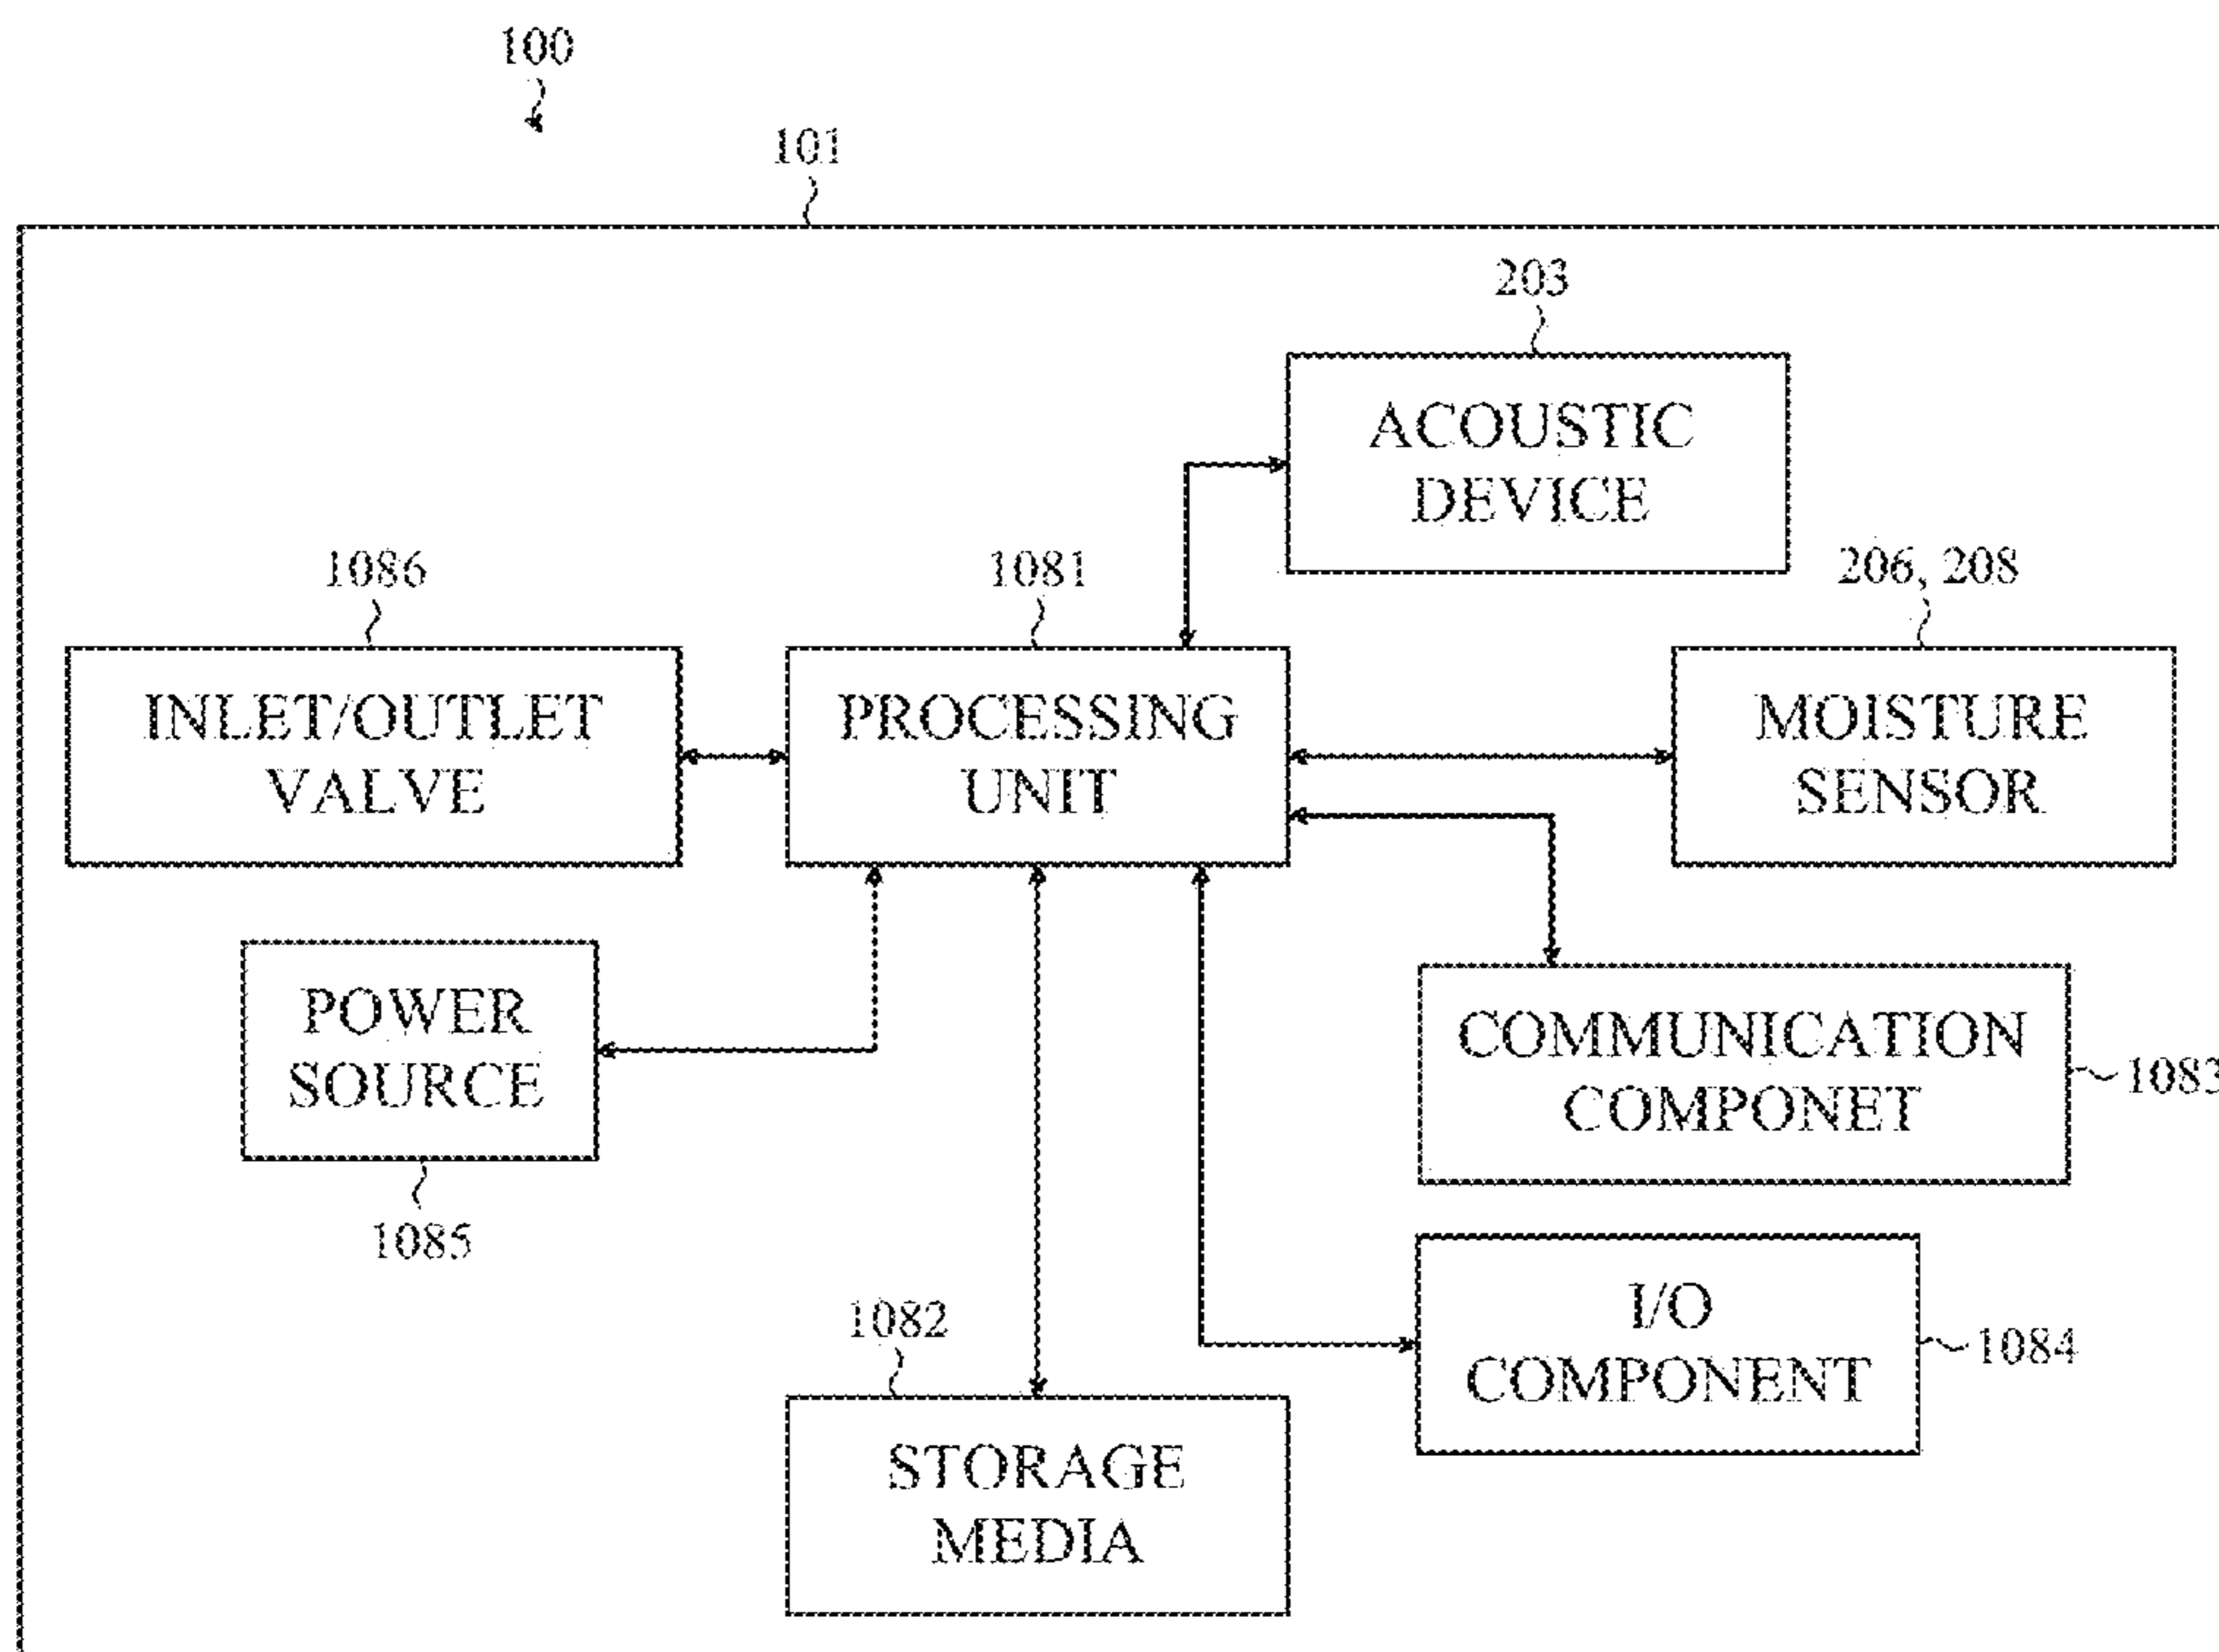 100
101
203
ACOUSTIC
DEVICE
1086
1081
206, 208
INLET/OUTLET
VALVE
PROCESSING
UNIT
MOISTURE
SENSOR
POWER
SOURCE
1085
COMMUNICATION
COMPONET
1083
1082
STORAGE
MEDIA
I/O
COMPONENT
1084